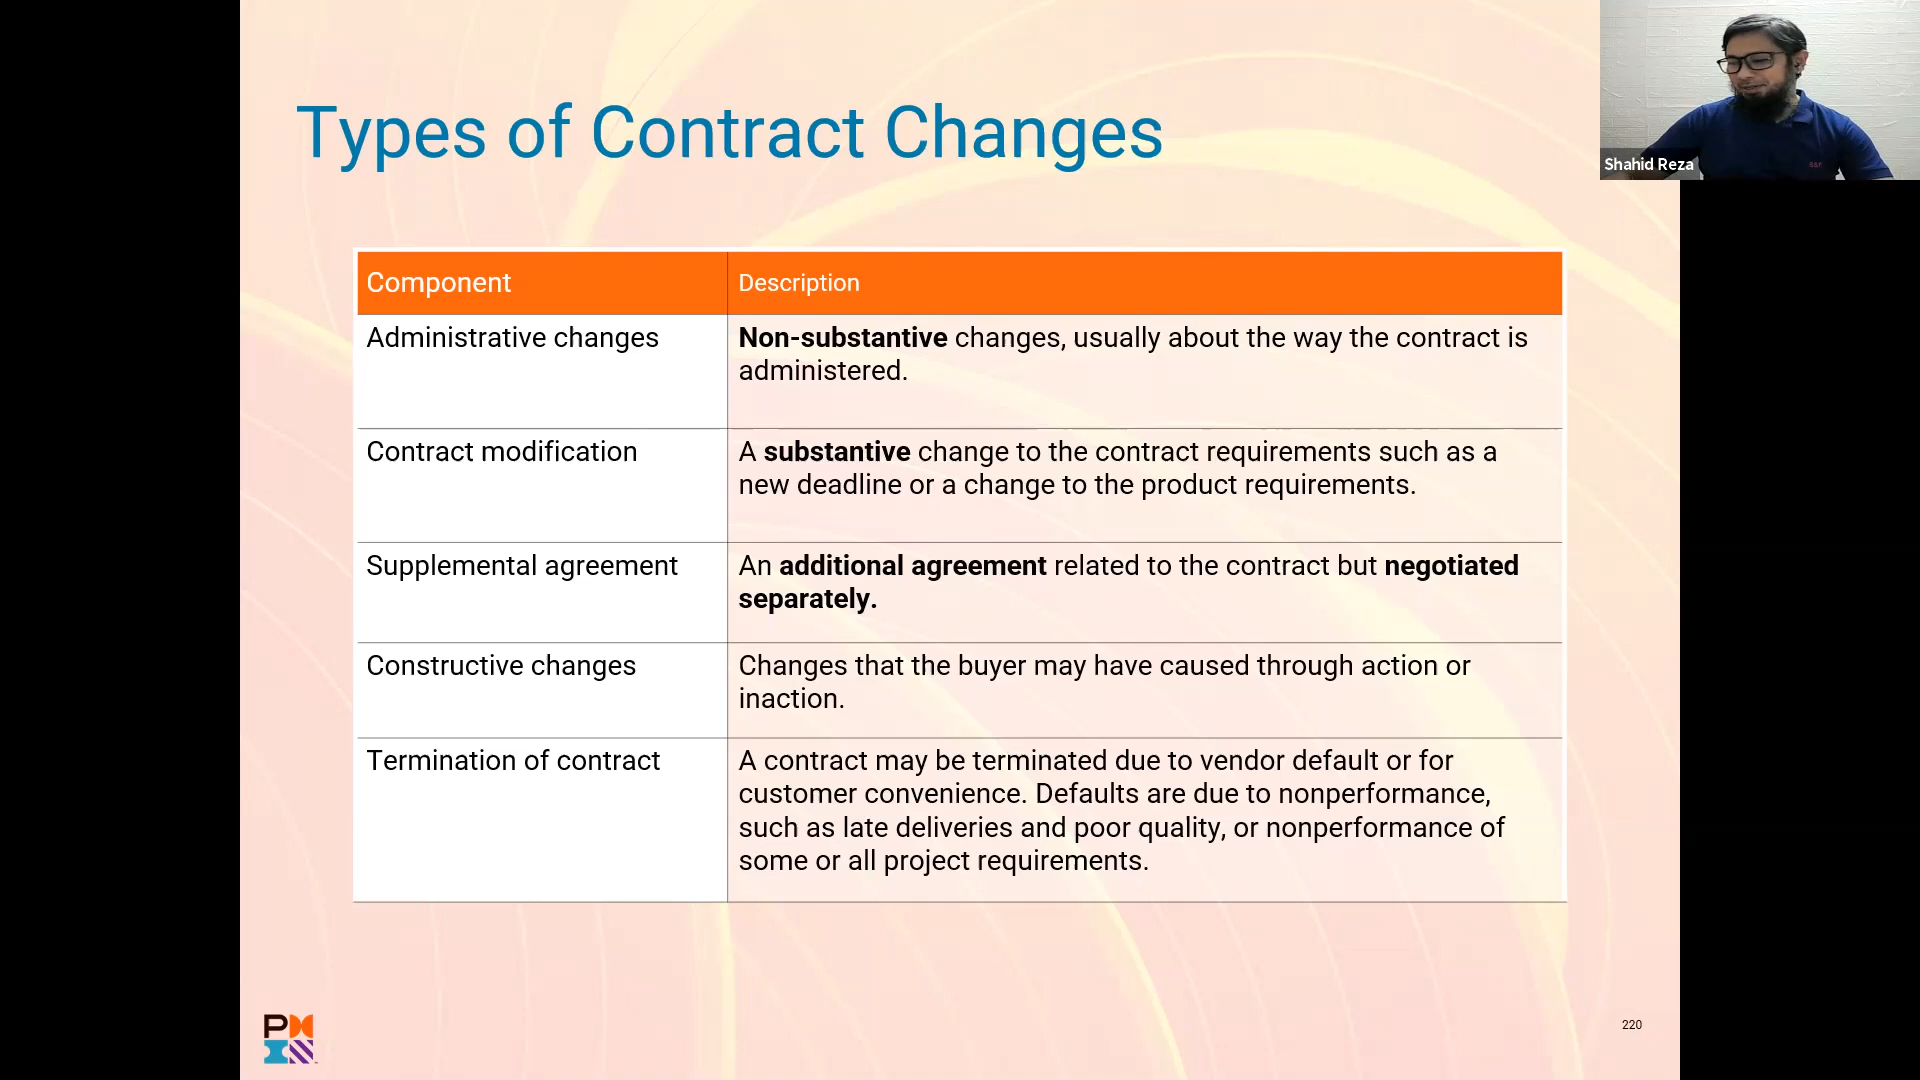 Types of Contract Changes
Shahid Reza
Component
Description
Administrative changes
Non-substantive changes, usually about the way the contract is
administered.
Contract modification
A substantive change to the contract requirements such as a
new deadline or a change to the product requirements.
Supplemental agreement
An additional agreement related to the contract but negotiated
separately.
Constructive changes
Changes that the buyer may have caused through action or
inaction.
Termination of contract
A contract may be terminated due to vendor default or for
customer convenience. Defaults are due to nonperformance,
such as late deliveries and poor quality, or nonperformance of
some or all project requirements.
220